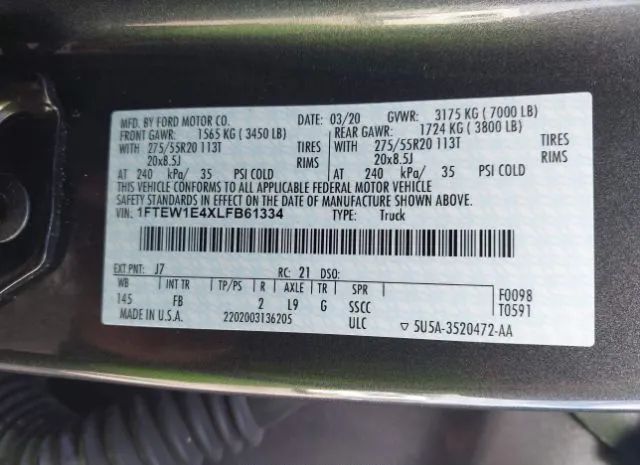 MFD. BY FORD MOTOR CO. DATE: 03/20 GVWR: 3175 KG ( 7000 LB)
FRONT GAWR: 1565 KG ( 3450 LB) REAR GAWR: 1724 KG ( 3800 LB)
WITH 275/55R20 113T TIRES WITH 275/55R20 113T TIRES
20x8.5J RIMS 20x8.5J RIMS
AT 240 kPa/ 35 PSI COLD AT 240 kPa/ 35 PSI COLD
THIS VEHICLE CONFORMS TO ALL APPLICABLE FEDERAL MOTOR VEHICLE
SAFETY STANDARDS IN EFFECT ON THE DATE OF MANUFACTURE SHOWN ABOVE.
VIN: 1FTEW1E4XLFB61334 TYPE: Truck
EXT PNT: J7 RC: 21 DSO:
WB INT TR TP/PS R AXLE TR SPR F0098
145 FB 2 L9 G SSCC T0591
MADE IN U.S.A. 2202003136205 ULC ▽ 5U5A-3520472-AA